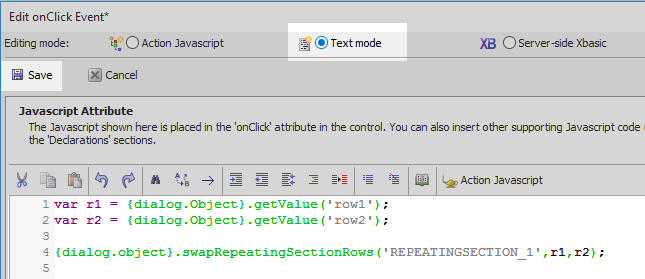 Edit onClick Event*
Editing mode: Action Javascript Text mode XB Server-side Xbasic
Save Cancel
Javascript Attribute
The Javascript shown here is placed in the 'onClick' attribute in the control. You can also insert other supporting Javascript code
the 'Declarations' sections.
Action Javascript
1 var r1 = {dialog.Object}.getValue('row1');
2 var r2 = {dialog.Object}.getValue('row2');
3
4 {dialog.object}.swapRepeatingSectionRows('REPEATINGSECTION_1',r1,r2);
5